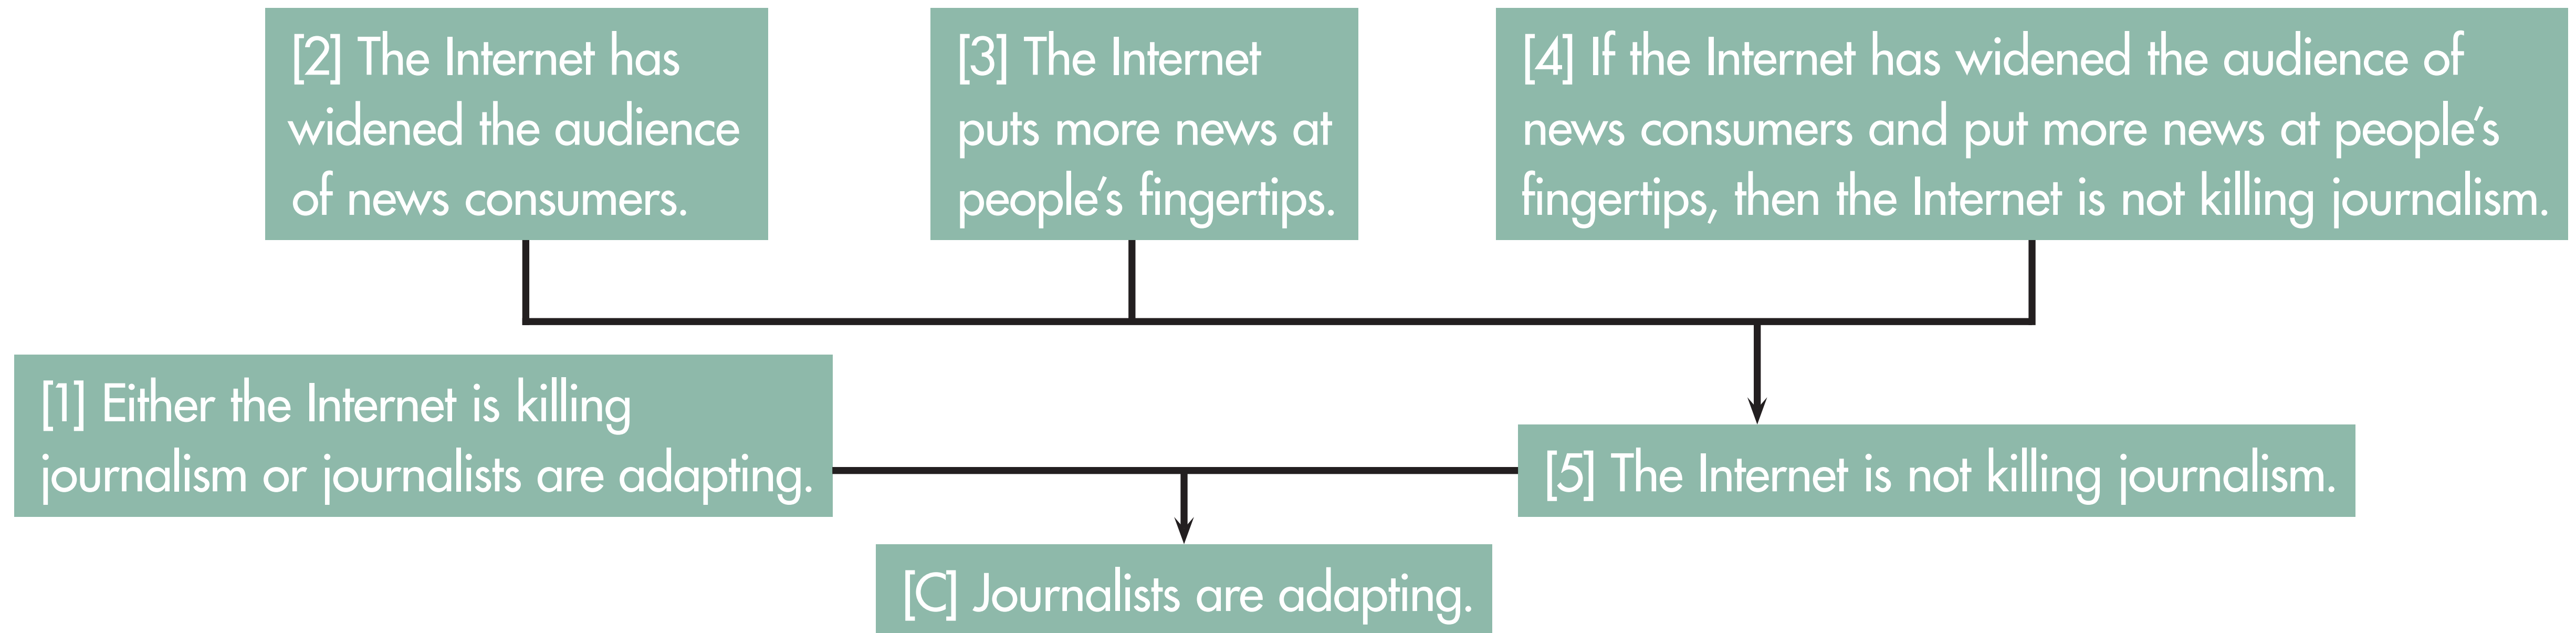 [2] The Internet has
widened the audience
of news consumers.
[3] The Internet
puts more news at
people’s fingertips.
[4] If the Internet has widened the audience of
news consumers and put more news at people’s
fingertips, then the Internet is not killing journalism.
[1] Either the Internet is killing
journalism or journalists are adapting.
[5] The Internet is not killing journalism.
[C] Journalists are adapting.